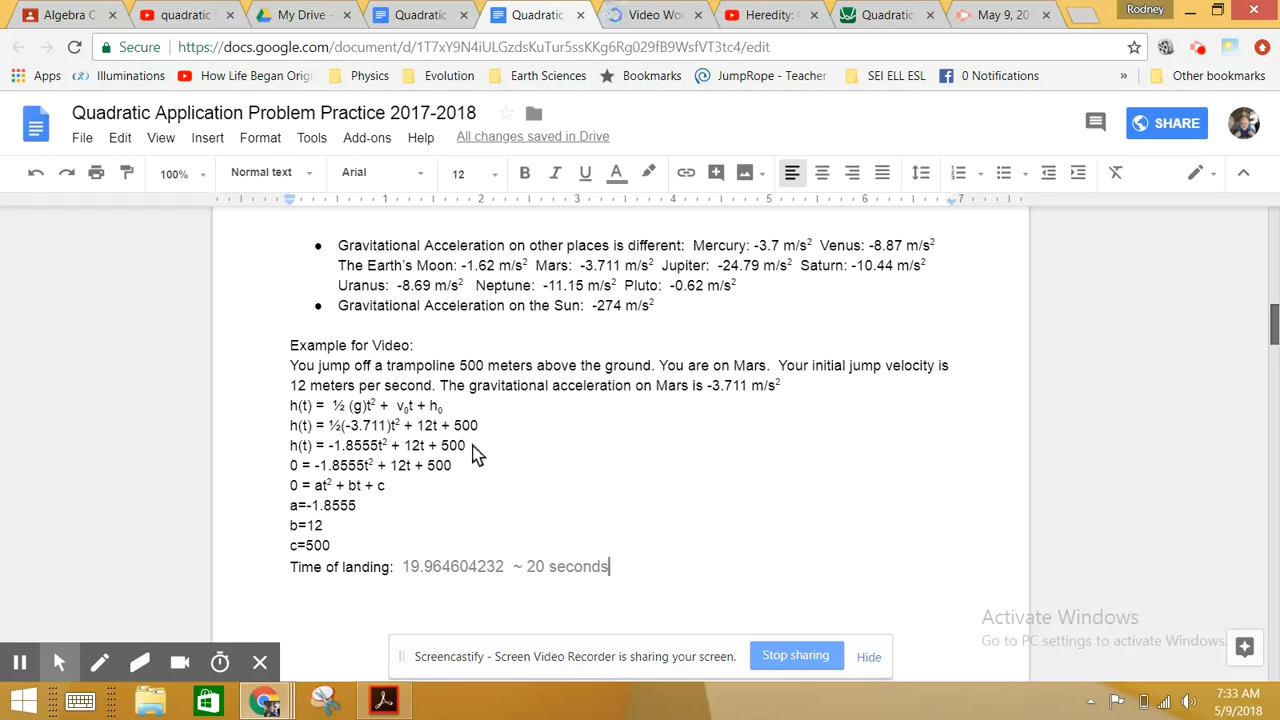 Algebra C
quadratic
My Drive -
Quadratic
Quadratic
Video Wo
Heredity:
Quadratic
May 9, 20
Rodney
Secure
https://docs.google.com/document/d/1T7xY9N4iULGzdsKuTur5ssKKg6Rg029fB9WsfVT3tc4/edit
Apps
Illuminations
How Life Began Orig
Physics
Evolution
Earth Sciences
Bookmarks
JumpRope - Teacher
SEI ELL ESL
0 Notifications
»
Other bookmarks
Quadratic Application Problem Practice 2017-2018
File Edit View Insert Format Tools Add-ons Help All changes saved in Drive
SHARE
100% Normal text Arial 12 B I U A
1 2 3 4 5 6 7
● Gravitational Acceleration on other places is different: Mercury: -3.7 m/s² Venus: -8.87 m/s²
The Earth's Moon: -1.62 m/s² Mars: -3.711 m/s² Jupiter: -24.79 m/s² Saturn: -10.44 m/s²
Uranus: -8.69 m/s² Neptune: -11.15 m/s² Pluto: -0.62 m/s²
● Gravitational Acceleration on the Sun: -274 m/s²
Example for Video:
You jump off a trampoline 500 meters above the ground. You are on Mars. Your initial jump velocity is
12 meters per second. The gravitational acceleration on Mars is -3.711 m/s²
h(t) = ½ (g)t² + v₀t + h₀
h(t) = ½(-3.711)t² + 12t + 500
h(t) = -1.8555t² + 12t + 500
0 = -1.8555t² + 12t + 500
0 = at² + bt + c
a=-1.8555
b=12
c=500
Time of landing: 19.964604232 ~ 20 seconds
Activate Windows
Go to PC settings to activate Windows.
Screencastify - Screen Video Recorder is sharing your screen.
Stop sharing
Hide
7:33 AM
5/9/2018